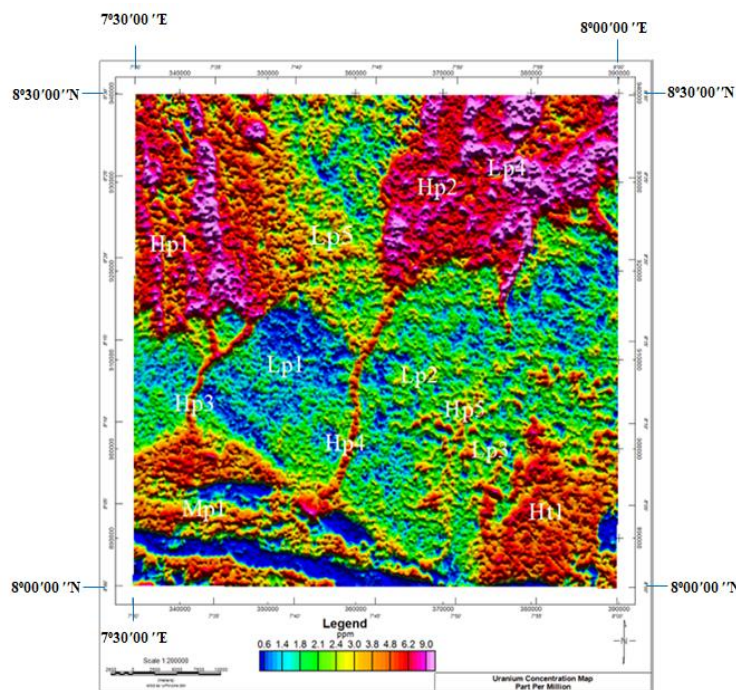 7°30′00 ″E
8°00′00 ″E
8°30′00 ″N
8°30′00 ″N
340000
350000
360000
370000
380000
390000
Hp2
Lp4
Hp1
Lp5
Lp1
Lp2
Hp3
Hp5
Hp4
Lp3
Mp1
Ht1
8°00′00 ″N
8°00′00 ″N
340000
350000
360000
370000
380000
390000
7°30′00 ″E
Legend
ppm
0.6 1.4 1.8 2.1 2.4 3.0 3.8 4.8 6.2 9.0
Scale 1:200000
Uranium Concentration Map
Part Per Million